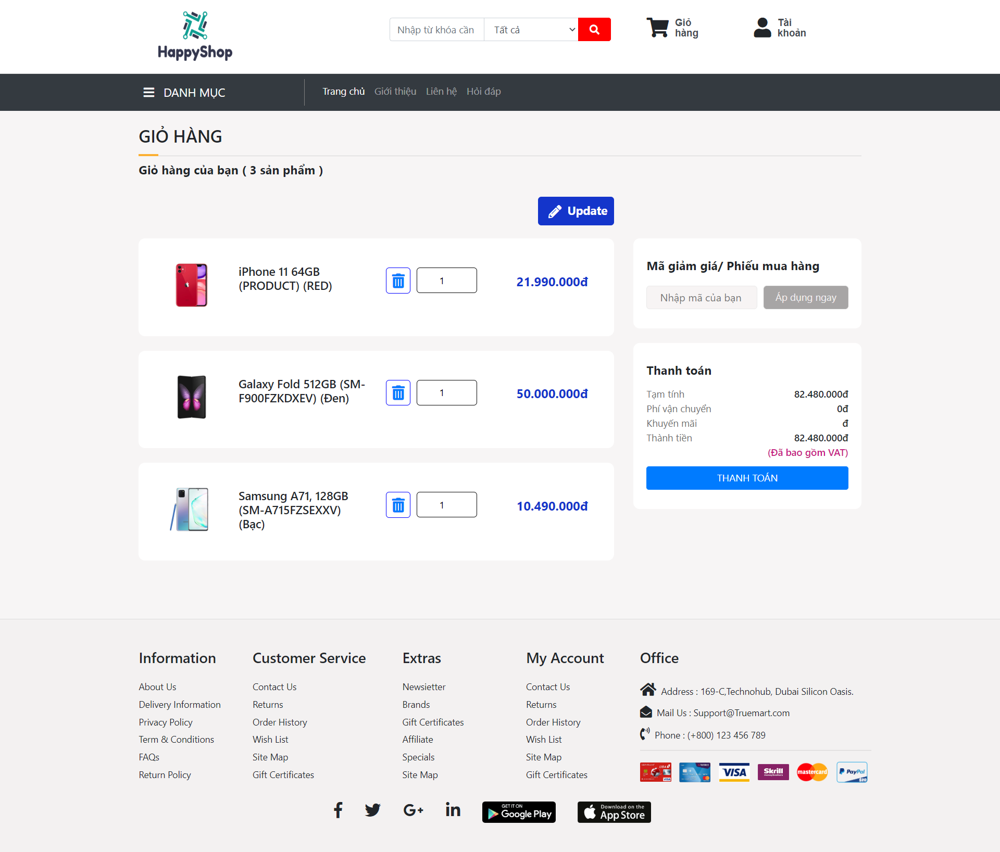 HappyShop
Nhập từ khóa cần
Tất cả
Giỏ
hàng
Tài
khoản
DANH MỤC
Trang chủ
Giới thiệu
Liên hệ
Hỏi đáp
GIỎ HÀNG
Giỏ hàng của bạn ( 3 sản phẩm )
Update
iPhone 11 64GB
(PRODUCT) (RED)
1
21.990.000đ
Galaxy Fold 512GB (SM-
F900FZKDXEV) (Đen)
1
50.000.000đ
Samsung A71, 128GB
(SM-A715FZSEXXV)
(Bạc)
1
10.490.000đ
Mã giảm giá/ Phiếu mua hàng
Nhập mã của bạn
Áp dụng ngay
Thanh toán
Tạm tính 82.480.000đ
Phí vận chuyển 0đ
Khuyến mãi đ
Thành tiền 82.480.000đ
(Đã bao gồm VAT)
THANH TOÁN
Information
About Us
Delivery Information
Privacy Policy
Term & Conditions
FAQs
Return Policy
Customer Service
Contact Us
Returns
Order History
Wish List
Site Map
Gift Certificates
Extras
Newsietter
Brands
Gift Certificates
Affiliate
Specials
Site Map
My Account
Contact Us
Returns
Order History
Wish List
Site Map
Gift Certificates
Office
Address : 169-C,Technohub, Dubai Silicon Oasis.
Mail Us : Support@Truemart.com
Phone : (+800) 123 456 789
UBA
VISA
NatWest
VISA
Skrill
moneybookers
mastercard
PayPal
$20
GET IT ON
Google Play
Download on the
App Store